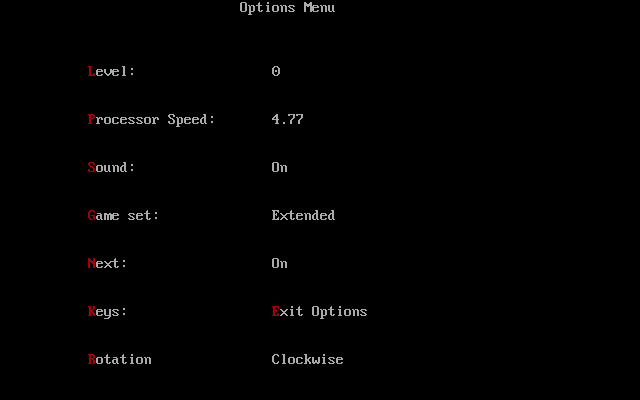 Options Menu
Level: 0
Processor Speed: 4.77
Sound: On
Game set: Extended
Next: On
Keys: Exit Options
Rotation Clockwise